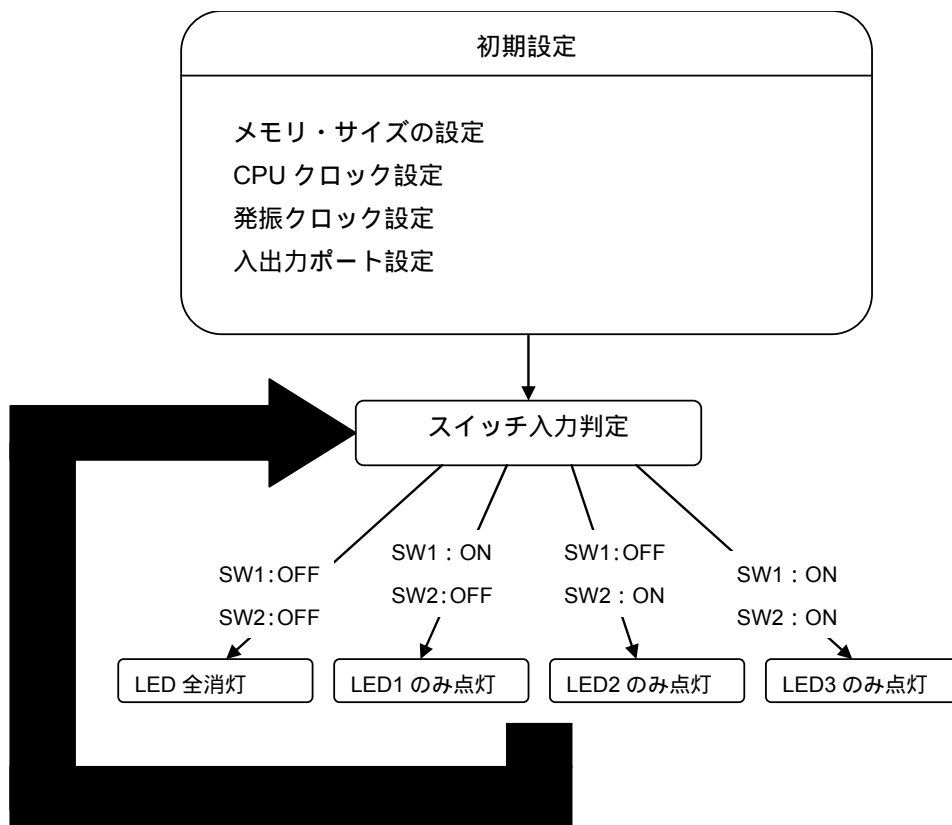 初期設定
メモリ・サイズの設定
CPU クロック設定
発振クロック設定
入出力ポート設定
スイッチ入力判定
SW1:OFF
SW2:OFF
SW1：ON
SW2:OFF
SW1:OFF
SW2：ON
SW1：ON
SW2：ON
LED 全消灯
LED1 のみ点灯
LED2 のみ点灯
LED3 のみ点灯